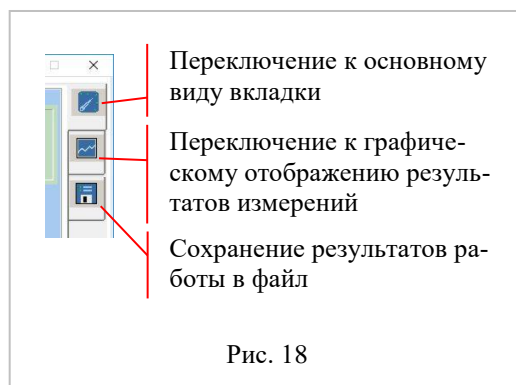 Переключение к основному
виду вкладки
Переключение к графиче-
скому отображению резуль-
татов измерений
Сохранение результатов ра-
боты в файл
Рис. 18